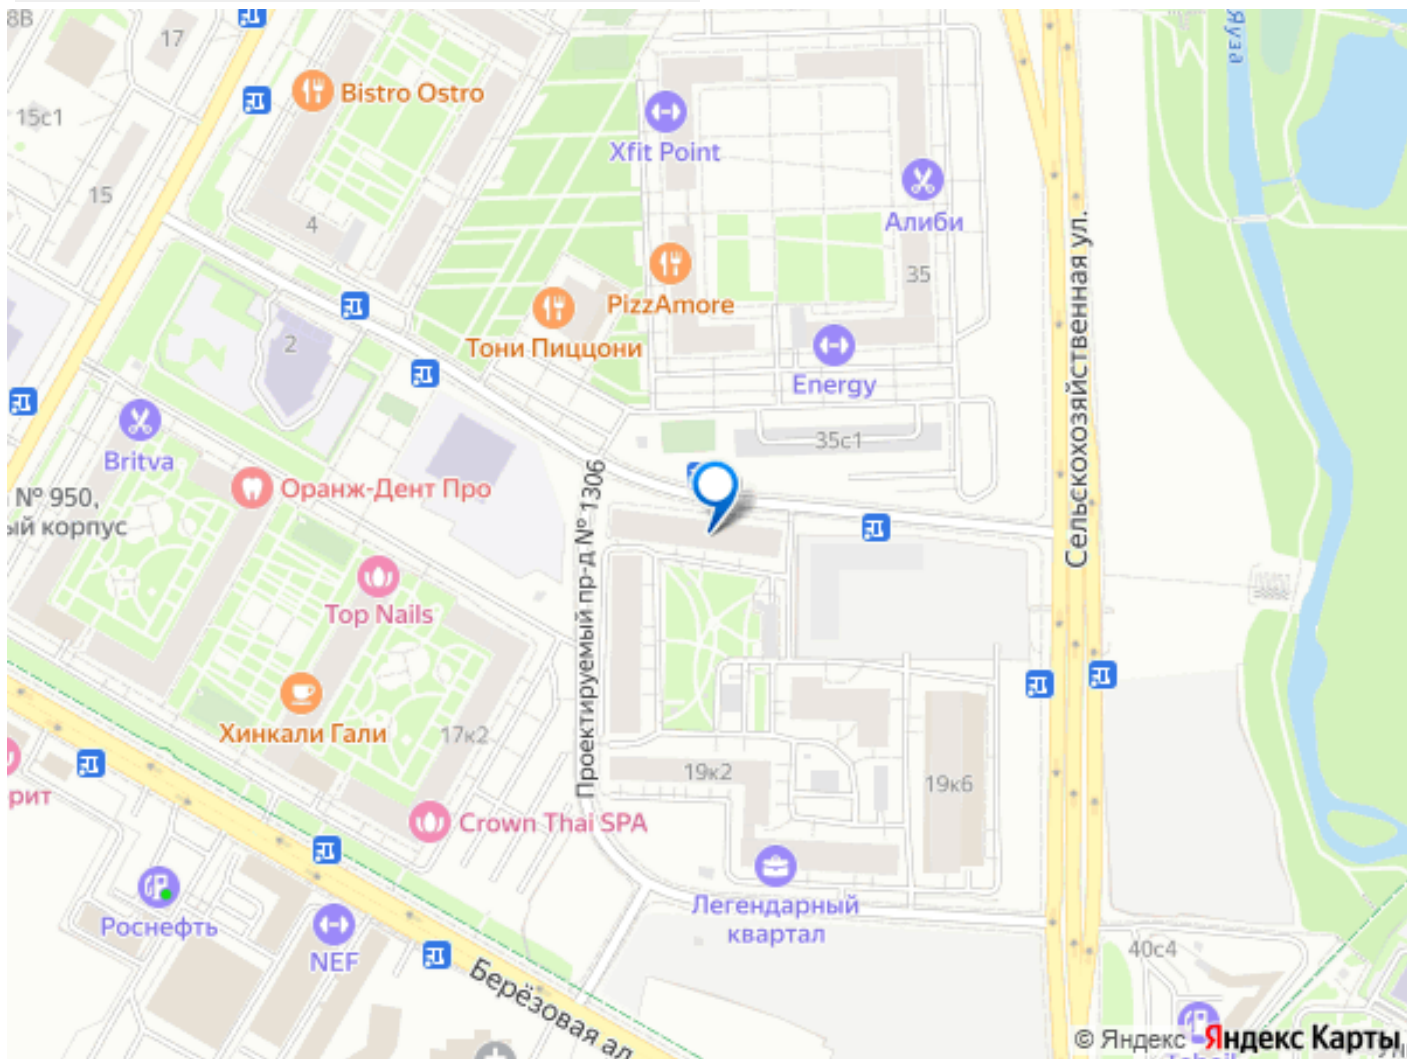 8В
17
Bistro Ostro
15с1
Xfit Point
Яуза
15
Алиби
4
35
PizzAmore
Тони Пиццони
2
Energy
Сельскохозяйственная ул.
35с1
Britva
Оранж-Дент Про
№ 950,
ый корпус
Проектируемый пр-д № 1306
Top Nails
Хинкали Гали
17к2
19к2
19к6
рит
Crown Thai SPA
Легендарный
квартал
Роснефть
NEF
40с4
Берёзовая ал.
© Яндекс Яндекс Карты